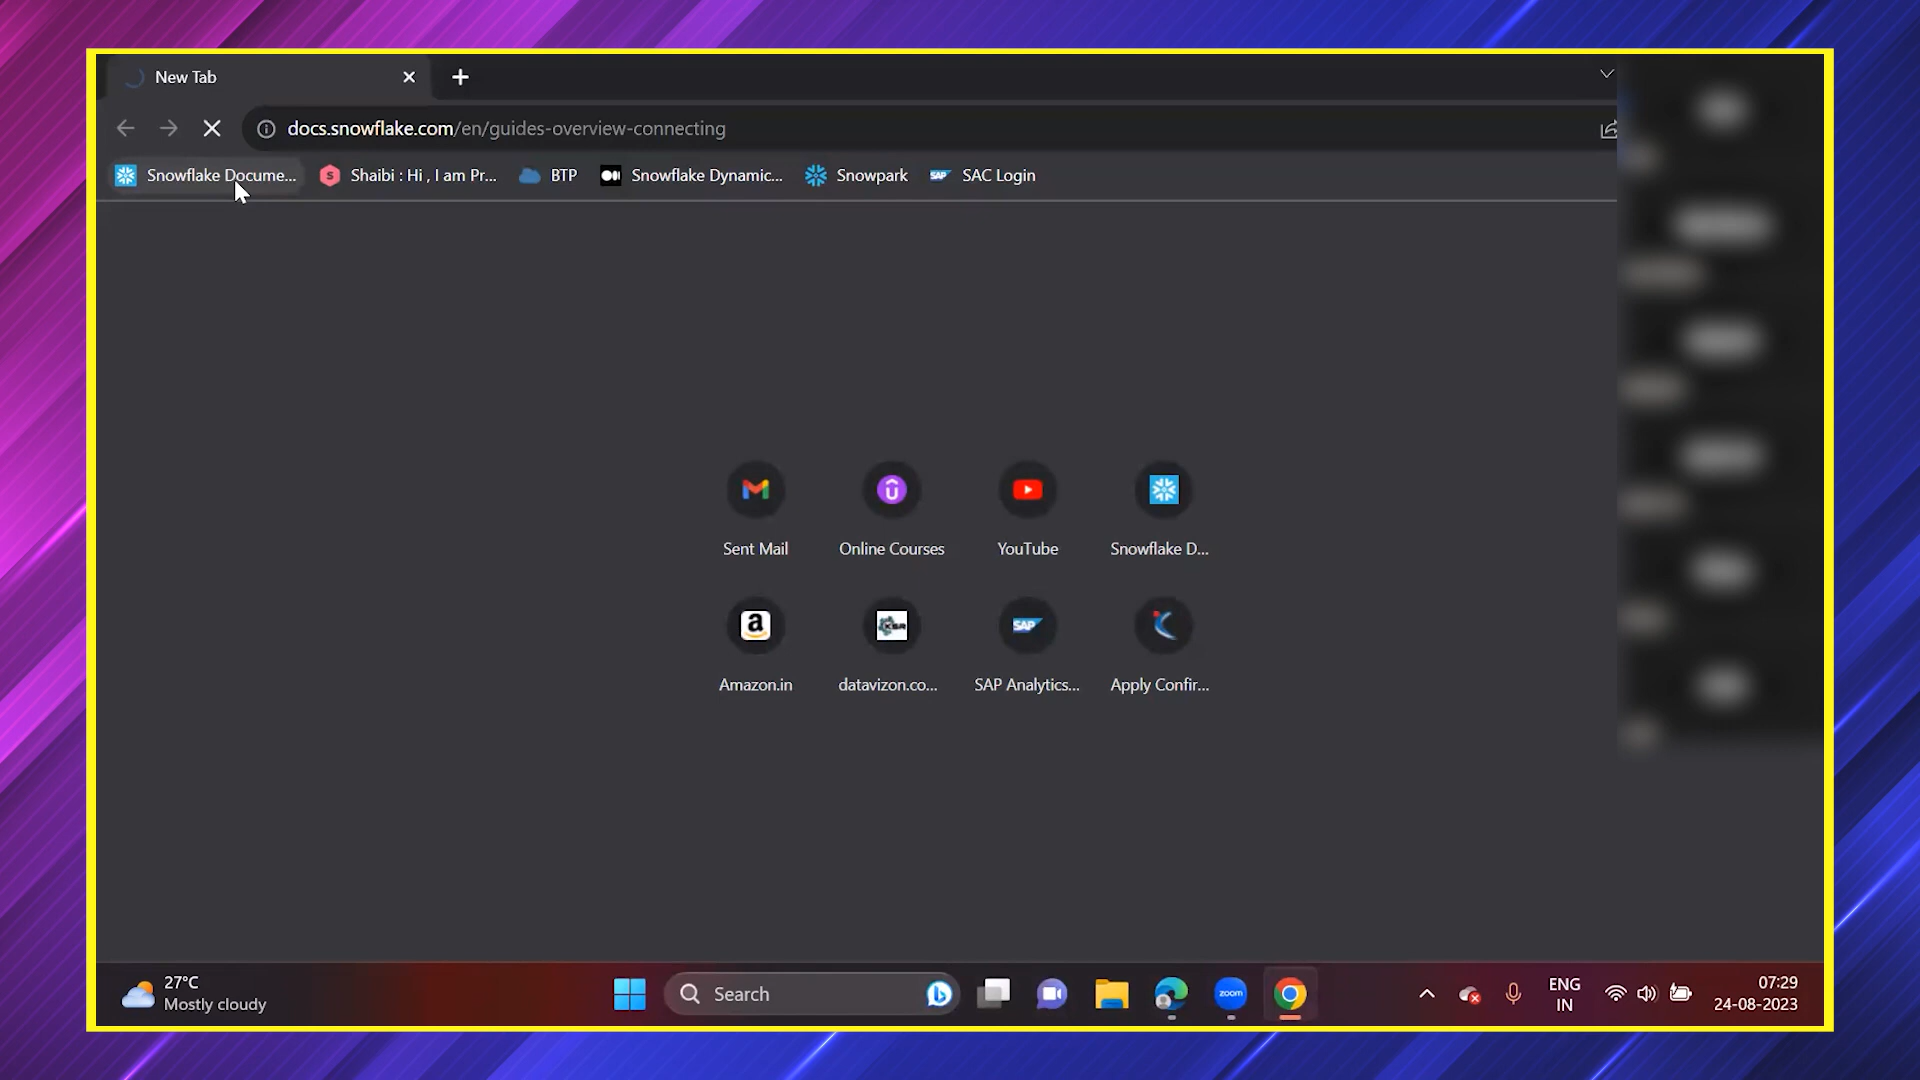 New Tab
docs.snowflake.com/en/guides-overview-connecting
Snowflake Docume... Shaibi : Hi , I am Pr... BTP Snowflake Dynamic... Snowpark SAP SAC Login
Sent Mail Online Courses YouTube Snowflake D...
Amazon.in datavizon.co... SAP Analytics... Apply Confir...
27°C
Mostly cloudy
Search
zoom
ENG
IN
07:29
24-08-2023